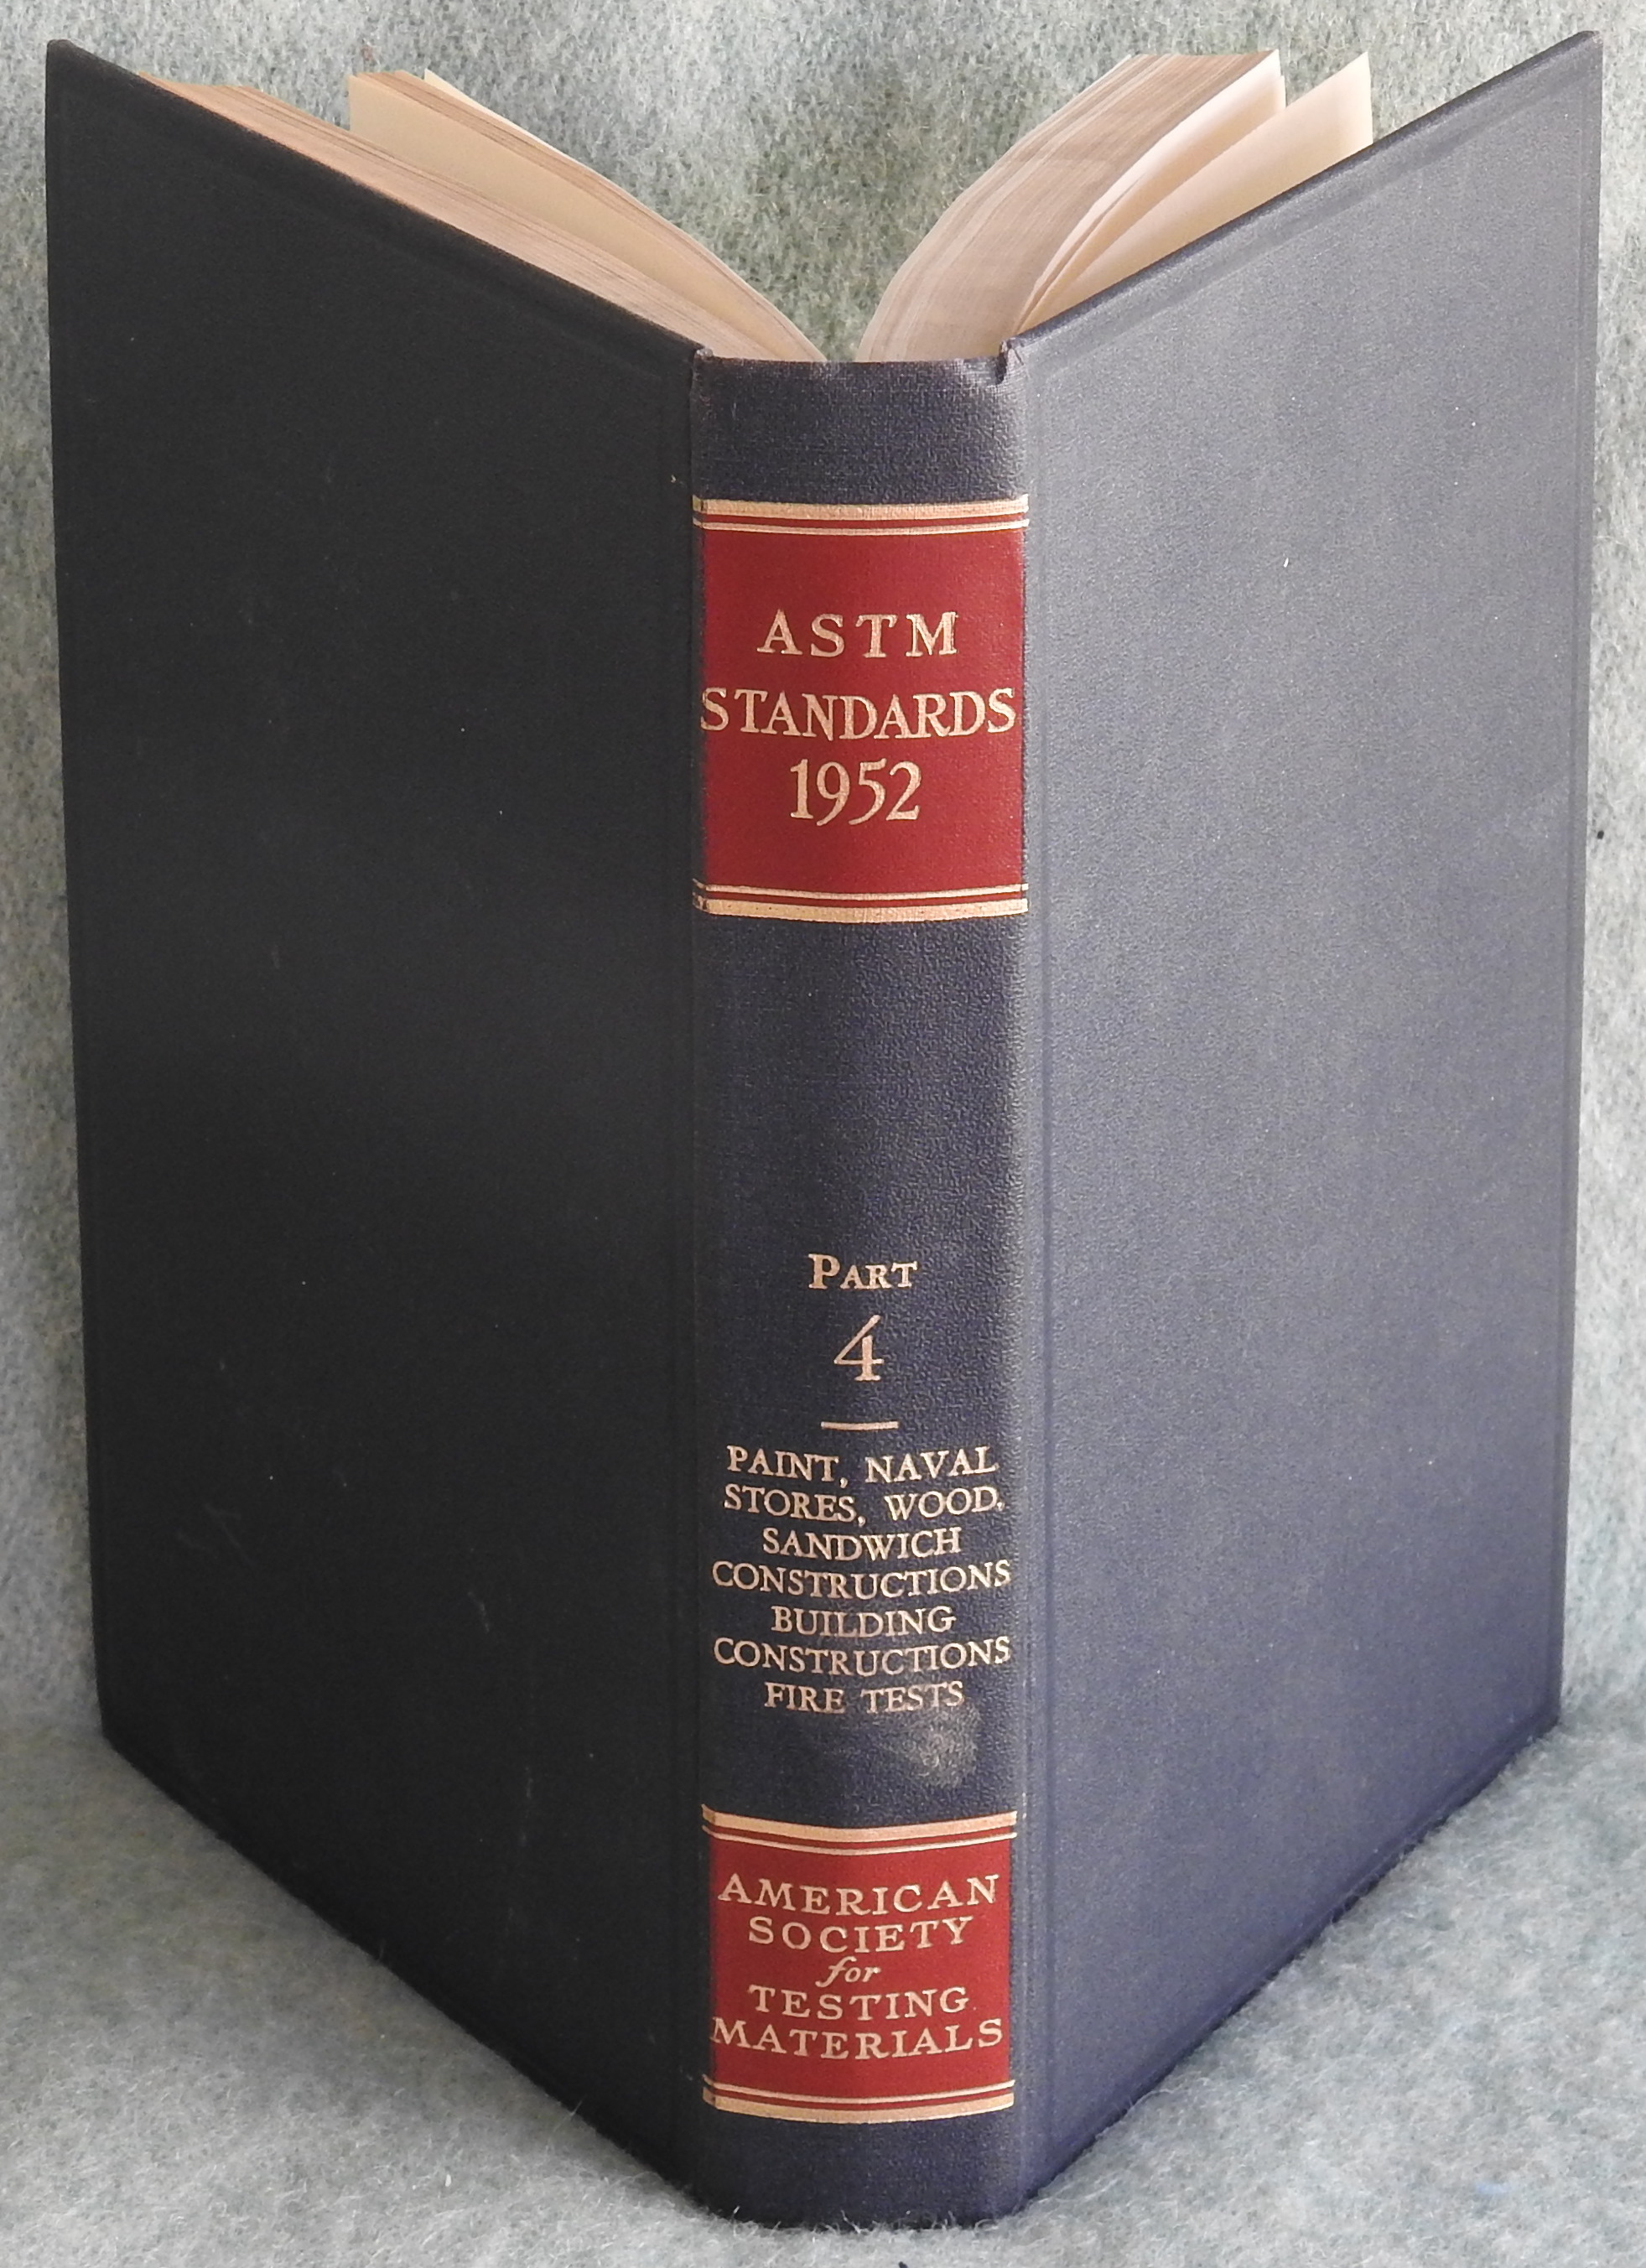 ASTM
STANDARDS
1952
PART
4
PAINT, NAVAL
STORES, WOOD,
SANDWICH
CONSTRUCTIONS
BUILDING
CONSTRUCTIONS
FIRE TESTS
AMERICAN
SOCIETY
for
TESTING
MATERIALS